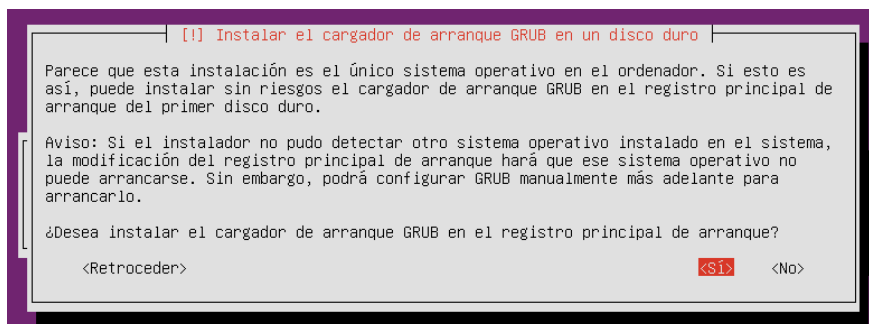 [!] Instalar el cargador de arranque GRUB en un disco duro
Parece que esta instalación es el único sistema operativo en el ordenador. Si esto es
así, puede instalar sin riesgos el cargador de arranque GRUB en el registro principal de
arranque del primer disco duro.
Aviso: Si el instalador no pudo detectar otro sistema operativo instalado en el sistema,
la modificación del registro principal de arranque hará que ese sistema operativo no
puede arrancarse. Sin embargo, podrá configurar GRUB manualmente más adelante para
arrancarlo.
¿Desea instalar el cargador de arranque GRUB en el registro principal de arranque?
<Retroceder> <Sí> <No>